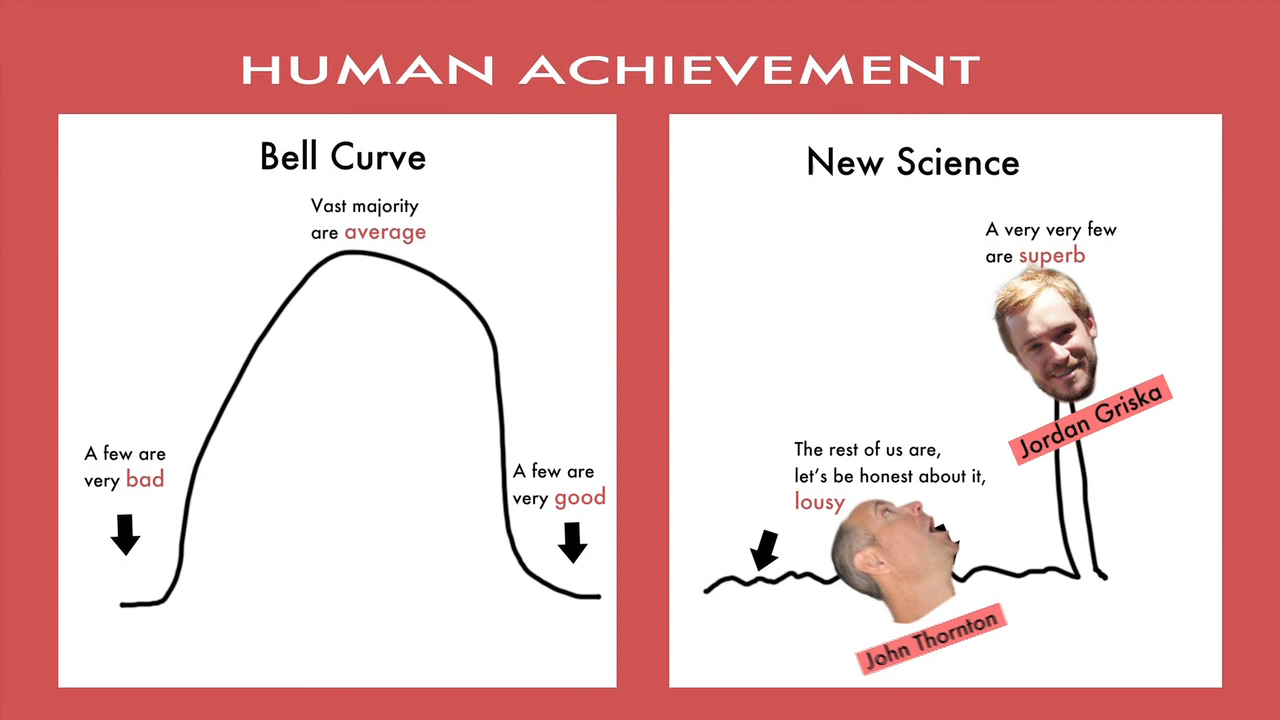 HUMAN ACHIEVEMENT
Bell Curve
Vast majority
are average
A few are
very bad
A few are
very good
New Science
A very very few
are superb
Jordan Griska
The rest of us are,
let's be honest about it,
lousy
John Thornton